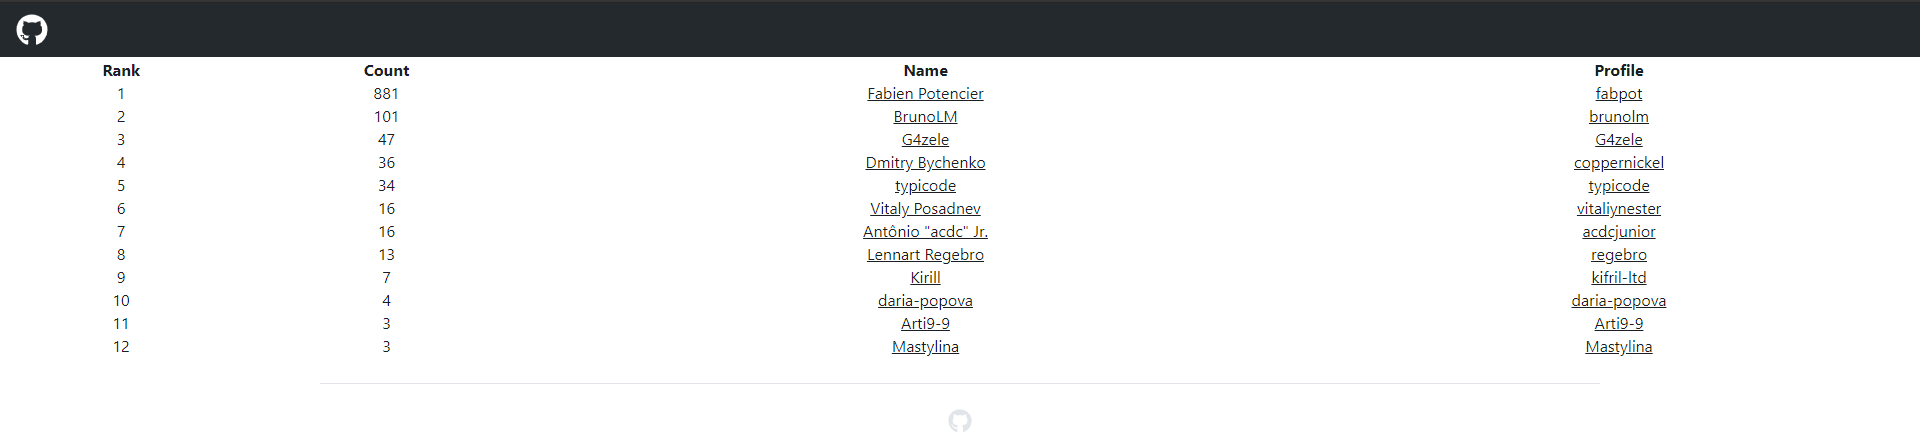 Rank Count Name Profile
1 881 Fabien Potencier fabpot
2 101 BrunoLM brunolm
3 47 G4zele G4zele
4 36 Dmitry Bychenko coppernickel
5 34 typicode typicode
6 16 Vitaly Posadnev vitaliynester
7 16 Antônio "acdc" Jr. acdcjunior
8 13 Lennart Regebro regebro
9 7 Kirill kifril-ltd
10 4 daria-popova daria-popova
11 3 Arti9-9 Arti9-9
12 3 Mastylina Mastylina